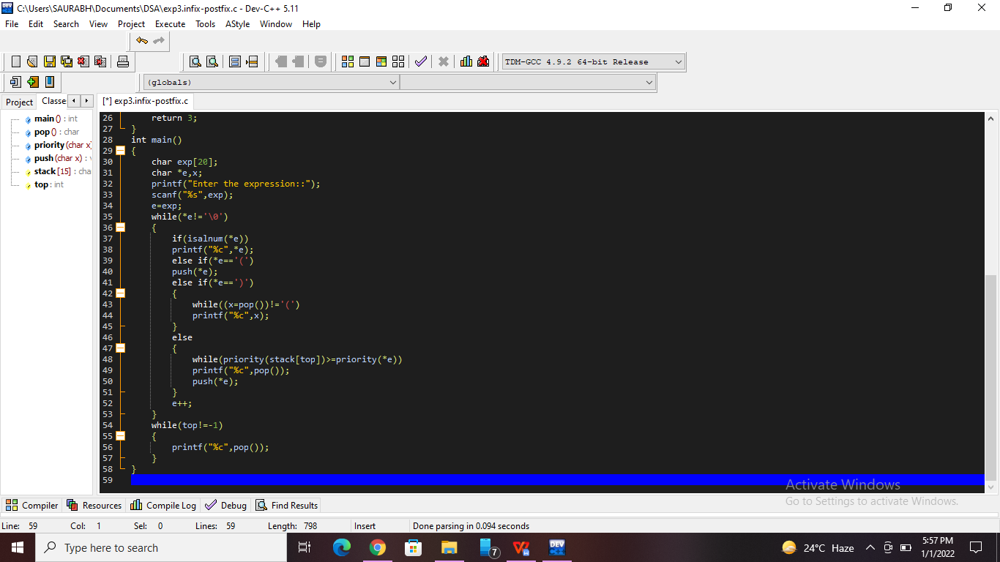 C:\Users\SAURABH\Documents\DSA\exp3.infix-postfix.c - Dev-C++ 5.11
File Edit Search View Project Execute Tools AStyle Window Help
TDM-GCC 4.9.2 64-bit Release
(globals)
Project Classe [*] exp3.infix-postfix.c
main () : int
pop () : char
priority (char x)
push (char x) :
stack [15] : cha
top : int
26 return 3;
27 }
28 int main()
29 {
30 char exp[20];
31 char *e,x;
32 printf("Enter the expression::");
33 scanf("%s",exp);
34 e=exp;
35 while(*e!='\0')
36 {
37 if(isalnum(*e))
38 printf("%c",*e);
39 else if(*e=='(')
40 push(*e);
41 else if(*e==')')
42 {
43 while((x=pop())!='(')
44 printf("%c",x);
45 }
46 else
47 {
48 while(priority(stack[top])>=priority(*e))
49 printf("%c",pop());
50 push(*e);
51 }
52 e++;
53 }
54 while(top!=-1)
55 {
56 printf("%c",pop());
57 }
58 }
59
Activate Windows
Go to Settings to activate Windows.
Compiler Resources Compile Log Debug Find Results
Line: 59 Col: 1 Sel: 0 Lines: 59 Length: 798 Insert Done parsing in 0.094 seconds
Type here to search
7
DEV
24°C Haze
5:57 PM
1/1/2022